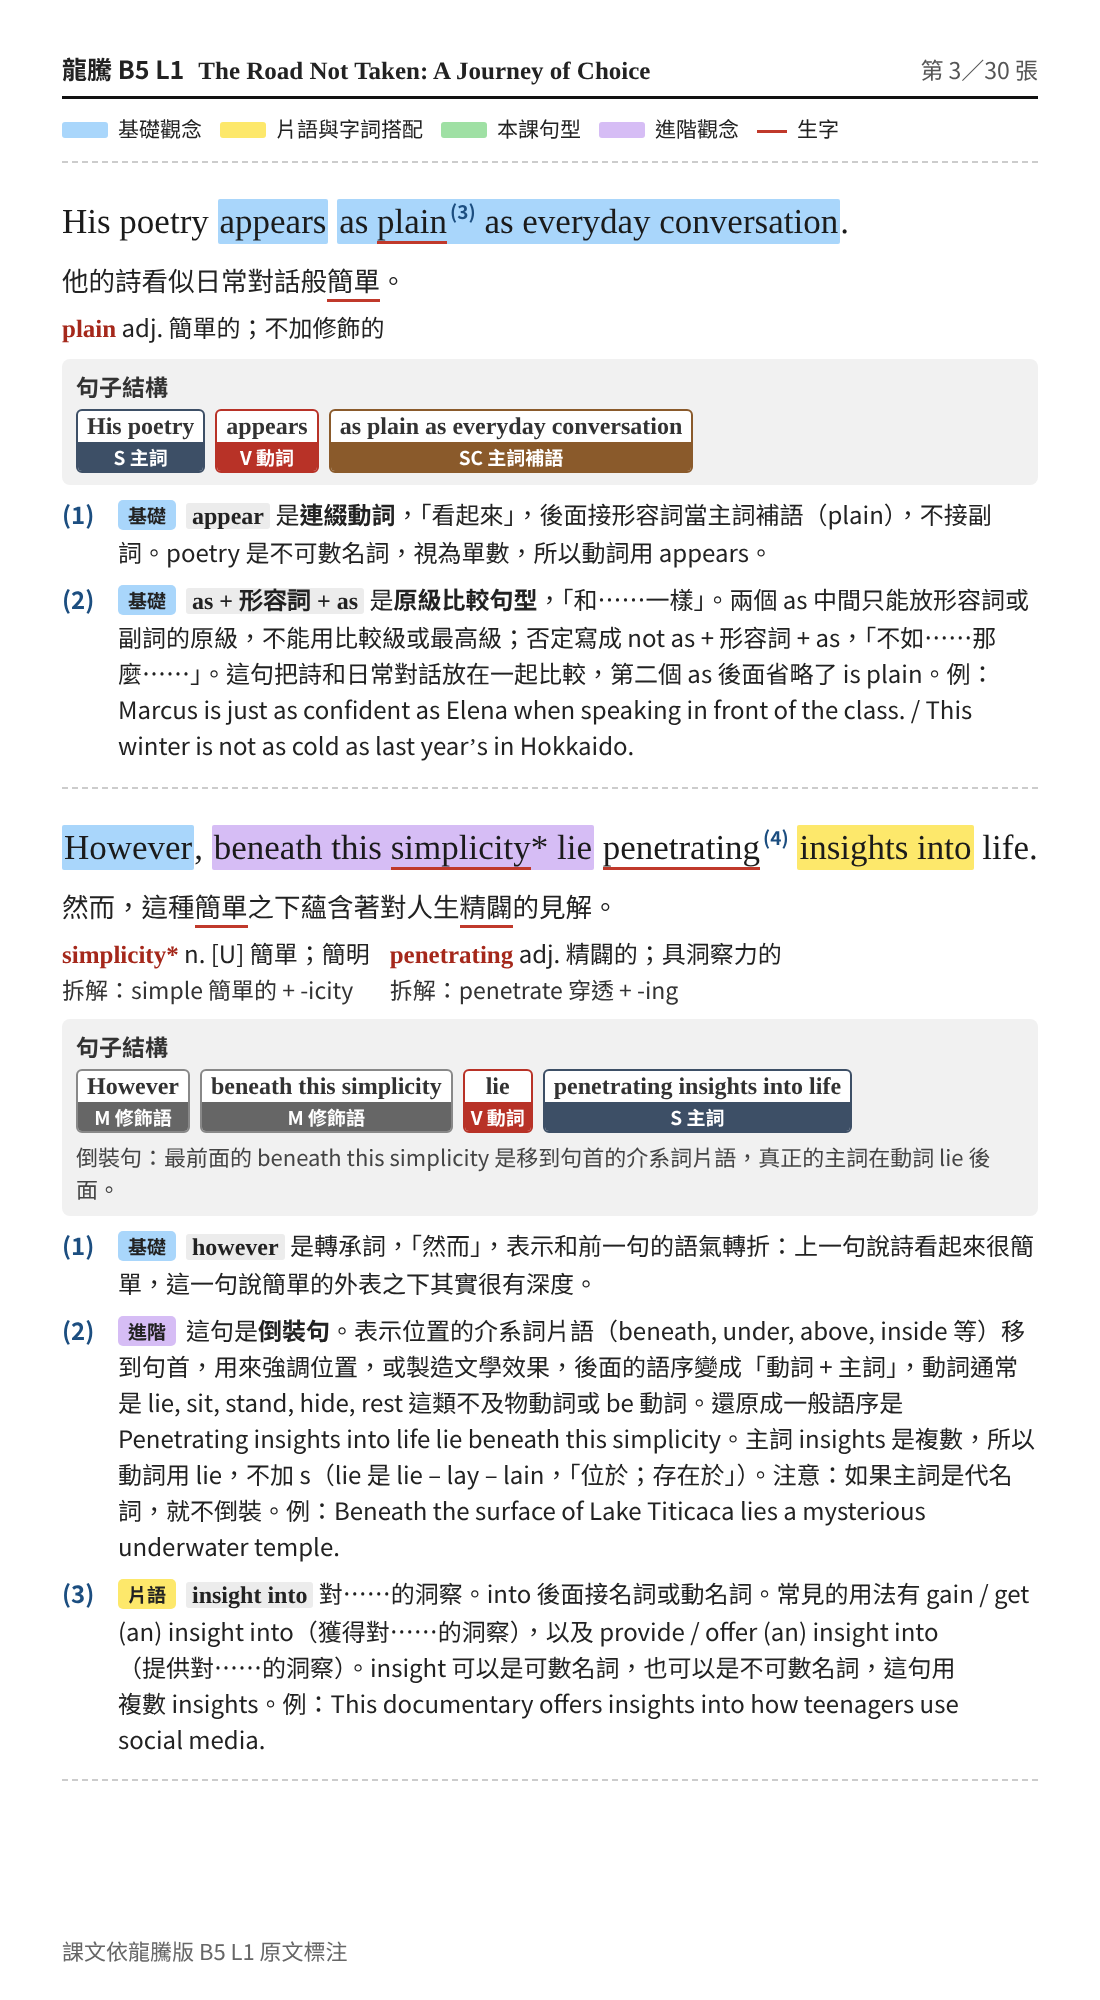 龍騰 B5 L1 The Road Not Taken: A Journey of Choice 第 3／30 張
基礎觀念 片語與字詞搭配 本課句型 進階觀念 生字
His poetry appears as plain(3) as everyday conversation.
他的詩看似日常對話般簡單。
plain adj. 簡單的；不加修飾的
句子結構
His poetry appears as plain as everyday conversation
S 主詞 V 動詞 SC 主詞補語
(1) 基礎 appear 是連綴動詞，「看起來」，後面接形容詞當主詞補語（plain），不接副
詞。poetry 是不可數名詞，視為單數，所以動詞用 appears。
(2) 基礎 as + 形容詞 + as 是原級比較句型，「和⋯⋯一樣」。兩個 as 中間只能放形容詞或
副詞的原級，不能用比較級或最高級；否定寫成 not as + 形容詞 + as，「不如⋯⋯那
麼⋯⋯」。這句把詩和日常對話放在一起比較，第二個 as 後面省略了 is plain。例：
Marcus is just as confident as Elena when speaking in front of the class. / This
winter is not as cold as last year’s in Hokkaido.
However, beneath this simplicity* lie penetrating(4) insights into life.
然而，這種簡單之下蘊含著對人生精闢的見解。
simplicity* n. [U] 簡單；簡明 penetrating adj. 精闢的；具洞察力的
拆解：simple 簡單的 + -icity 拆解：penetrate 穿透 + -ing
句子結構
However beneath this simplicity lie penetrating insights into life
M 修飾語 M 修飾語 V 動詞 S 主詞
倒裝句：最前面的 beneath this simplicity 是移到句首的介系詞片語，真正的主詞在動詞 lie 後
面。
(1) 基礎 however 是轉承詞，「然而」，表示和前一句的語氣轉折：上一句說詩看起來很簡
單，這一句說簡單的外表之下其實很有深度。
(2) 進階 這句是倒裝句。表示位置的介系詞片語（beneath, under, above, inside 等）移
到句首，用來強調位置，或製造文學效果，後面的語序變成「動詞 + 主詞」，動詞通常
是 lie, sit, stand, hide, rest 這類不及物動詞或 be 動詞。還原成一般語序是
Penetrating insights into life lie beneath this simplicity。主詞 insights 是複數，所以
動詞用 lie，不加 s（lie 是 lie – lay – lain，「位於；存在於」）。注意：如果主詞是代名
詞，就不倒裝。例：Beneath the surface of Lake Titicaca lies a mysterious
underwater temple.
(3) 片語 insight into 對⋯⋯的洞察。into 後面接名詞或動名詞。常見的用法有 gain / get
(an) insight into（獲得對⋯⋯的洞察），以及 provide / offer (an) insight into
（提供對⋯⋯的洞察）。insight 可以是可數名詞，也可以是不可數名詞，這句用
複數 insights。例：This documentary offers insights into how teenagers use
social media.
課文依龍騰版 B5 L1 原文標注